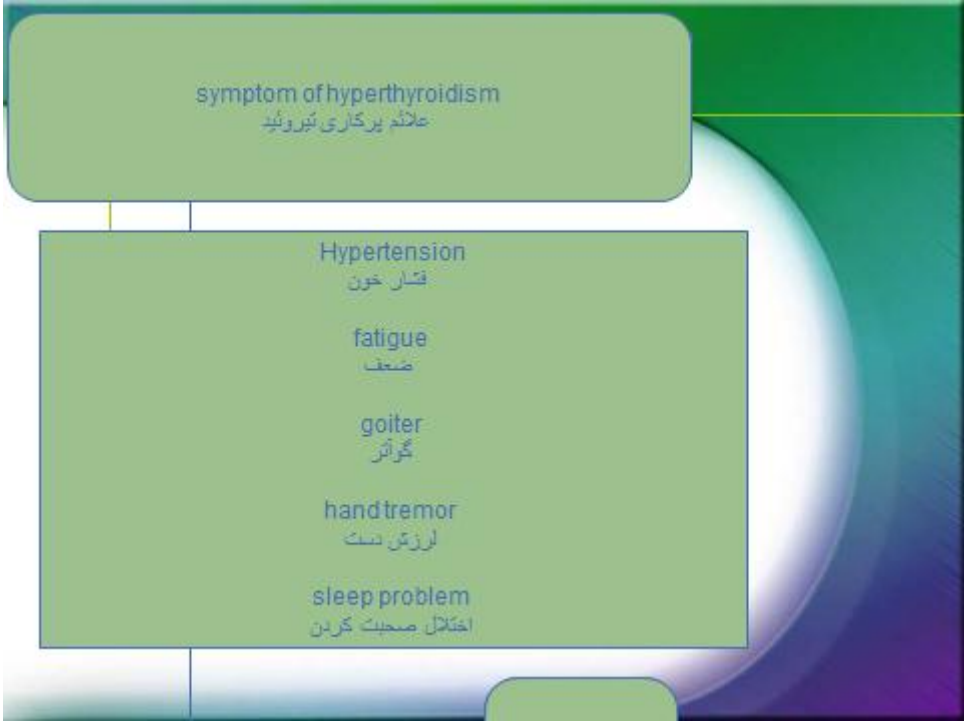 symptom of hyperthyroidism
علائم پرکاری تیروئید
Hypertension
فشار خون
fatigue
ضعف
goiter
گوآتر
hand tremor
لرزش دست
sleep problem
اختلال صحبت کردن